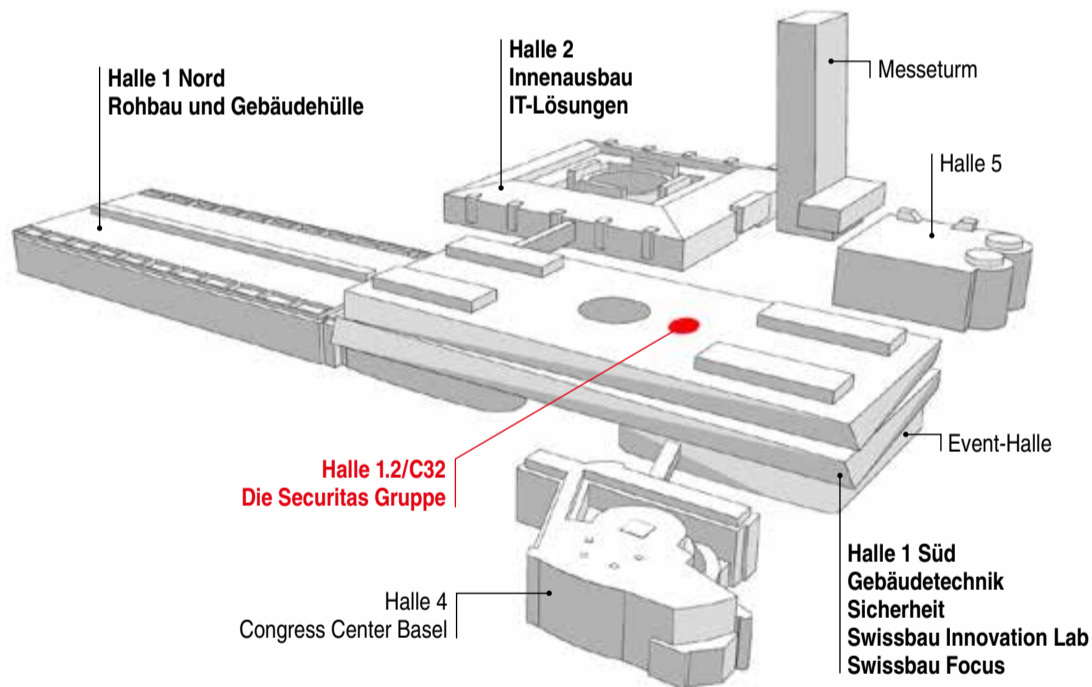 Halle 1 Nord
Rohbau und Gebäudehülle
Halle 2
Innenausbau
IT-Lösungen
Messeturm
Halle 5
Event-Halle
Halle 1.2/C32
Die Securitas Gruppe
Halle 4
Congress Center Basel
Halle 1 Süd
Gebäudetechnik
Sicherheit
Swissbau Innovation Lab
Swissbau Focus